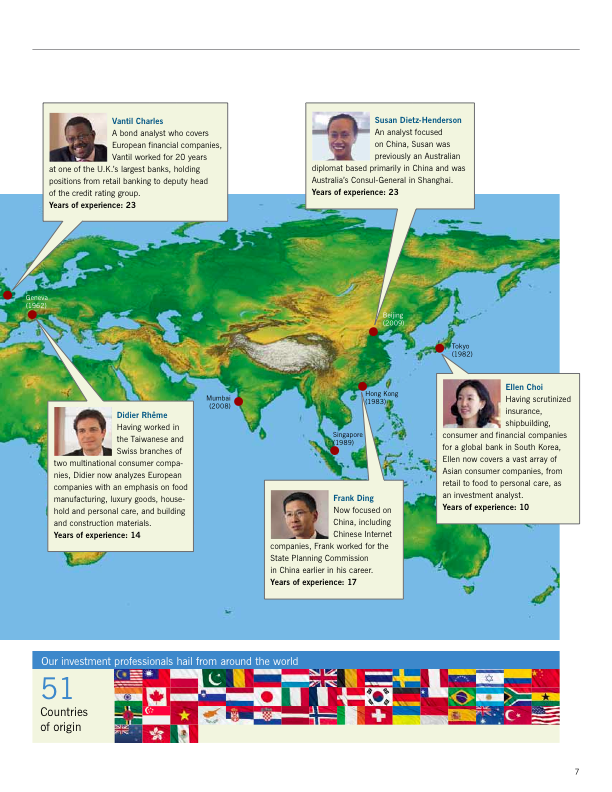 Vantil Charles
A bond analyst who covers
European financial companies,
Vantil worked for 20 years
at one of the U.K.’s largest banks, holding
positions from retail banking to deputy head
of the credit rating group.
Years of experience: 23
Susan Dietz-Henderson
An analyst focused
on China, Susan was
previously an Australian
diplomat based primarily in China and was
Australia’s Consul-General in Shanghai.
Years of experience: 23
Geneva
(1962)
Beijing
(2009)
Tokyo
(1982)
Mumbai
(2008)
Hong Kong
(1983)
Singapore
(1989)
Didier Rhême
Having worked in
the Taiwanese and
Swiss branches of
two multinational consumer compa-
nies, Didier now analyzes European
companies with an emphasis on food
manufacturing, luxury goods, house-
hold and personal care, and building
and construction materials.
Years of experience: 14
Ellen Choi
Having scrutinized
insurance,
shipbuilding,
consumer and financial companies
for a global bank in South Korea,
Ellen now covers a vast array of
Asian consumer companies, from
retail to food to personal care, as
an investment analyst.
Years of experience: 10
Frank Ding
Now focused on
China, including
Chinese Internet
companies, Frank worked for the
State Planning Commission
in China earlier in his career.
Years of experience: 17
Our investment professionals hail from around the world
51
Countries
of origin
7